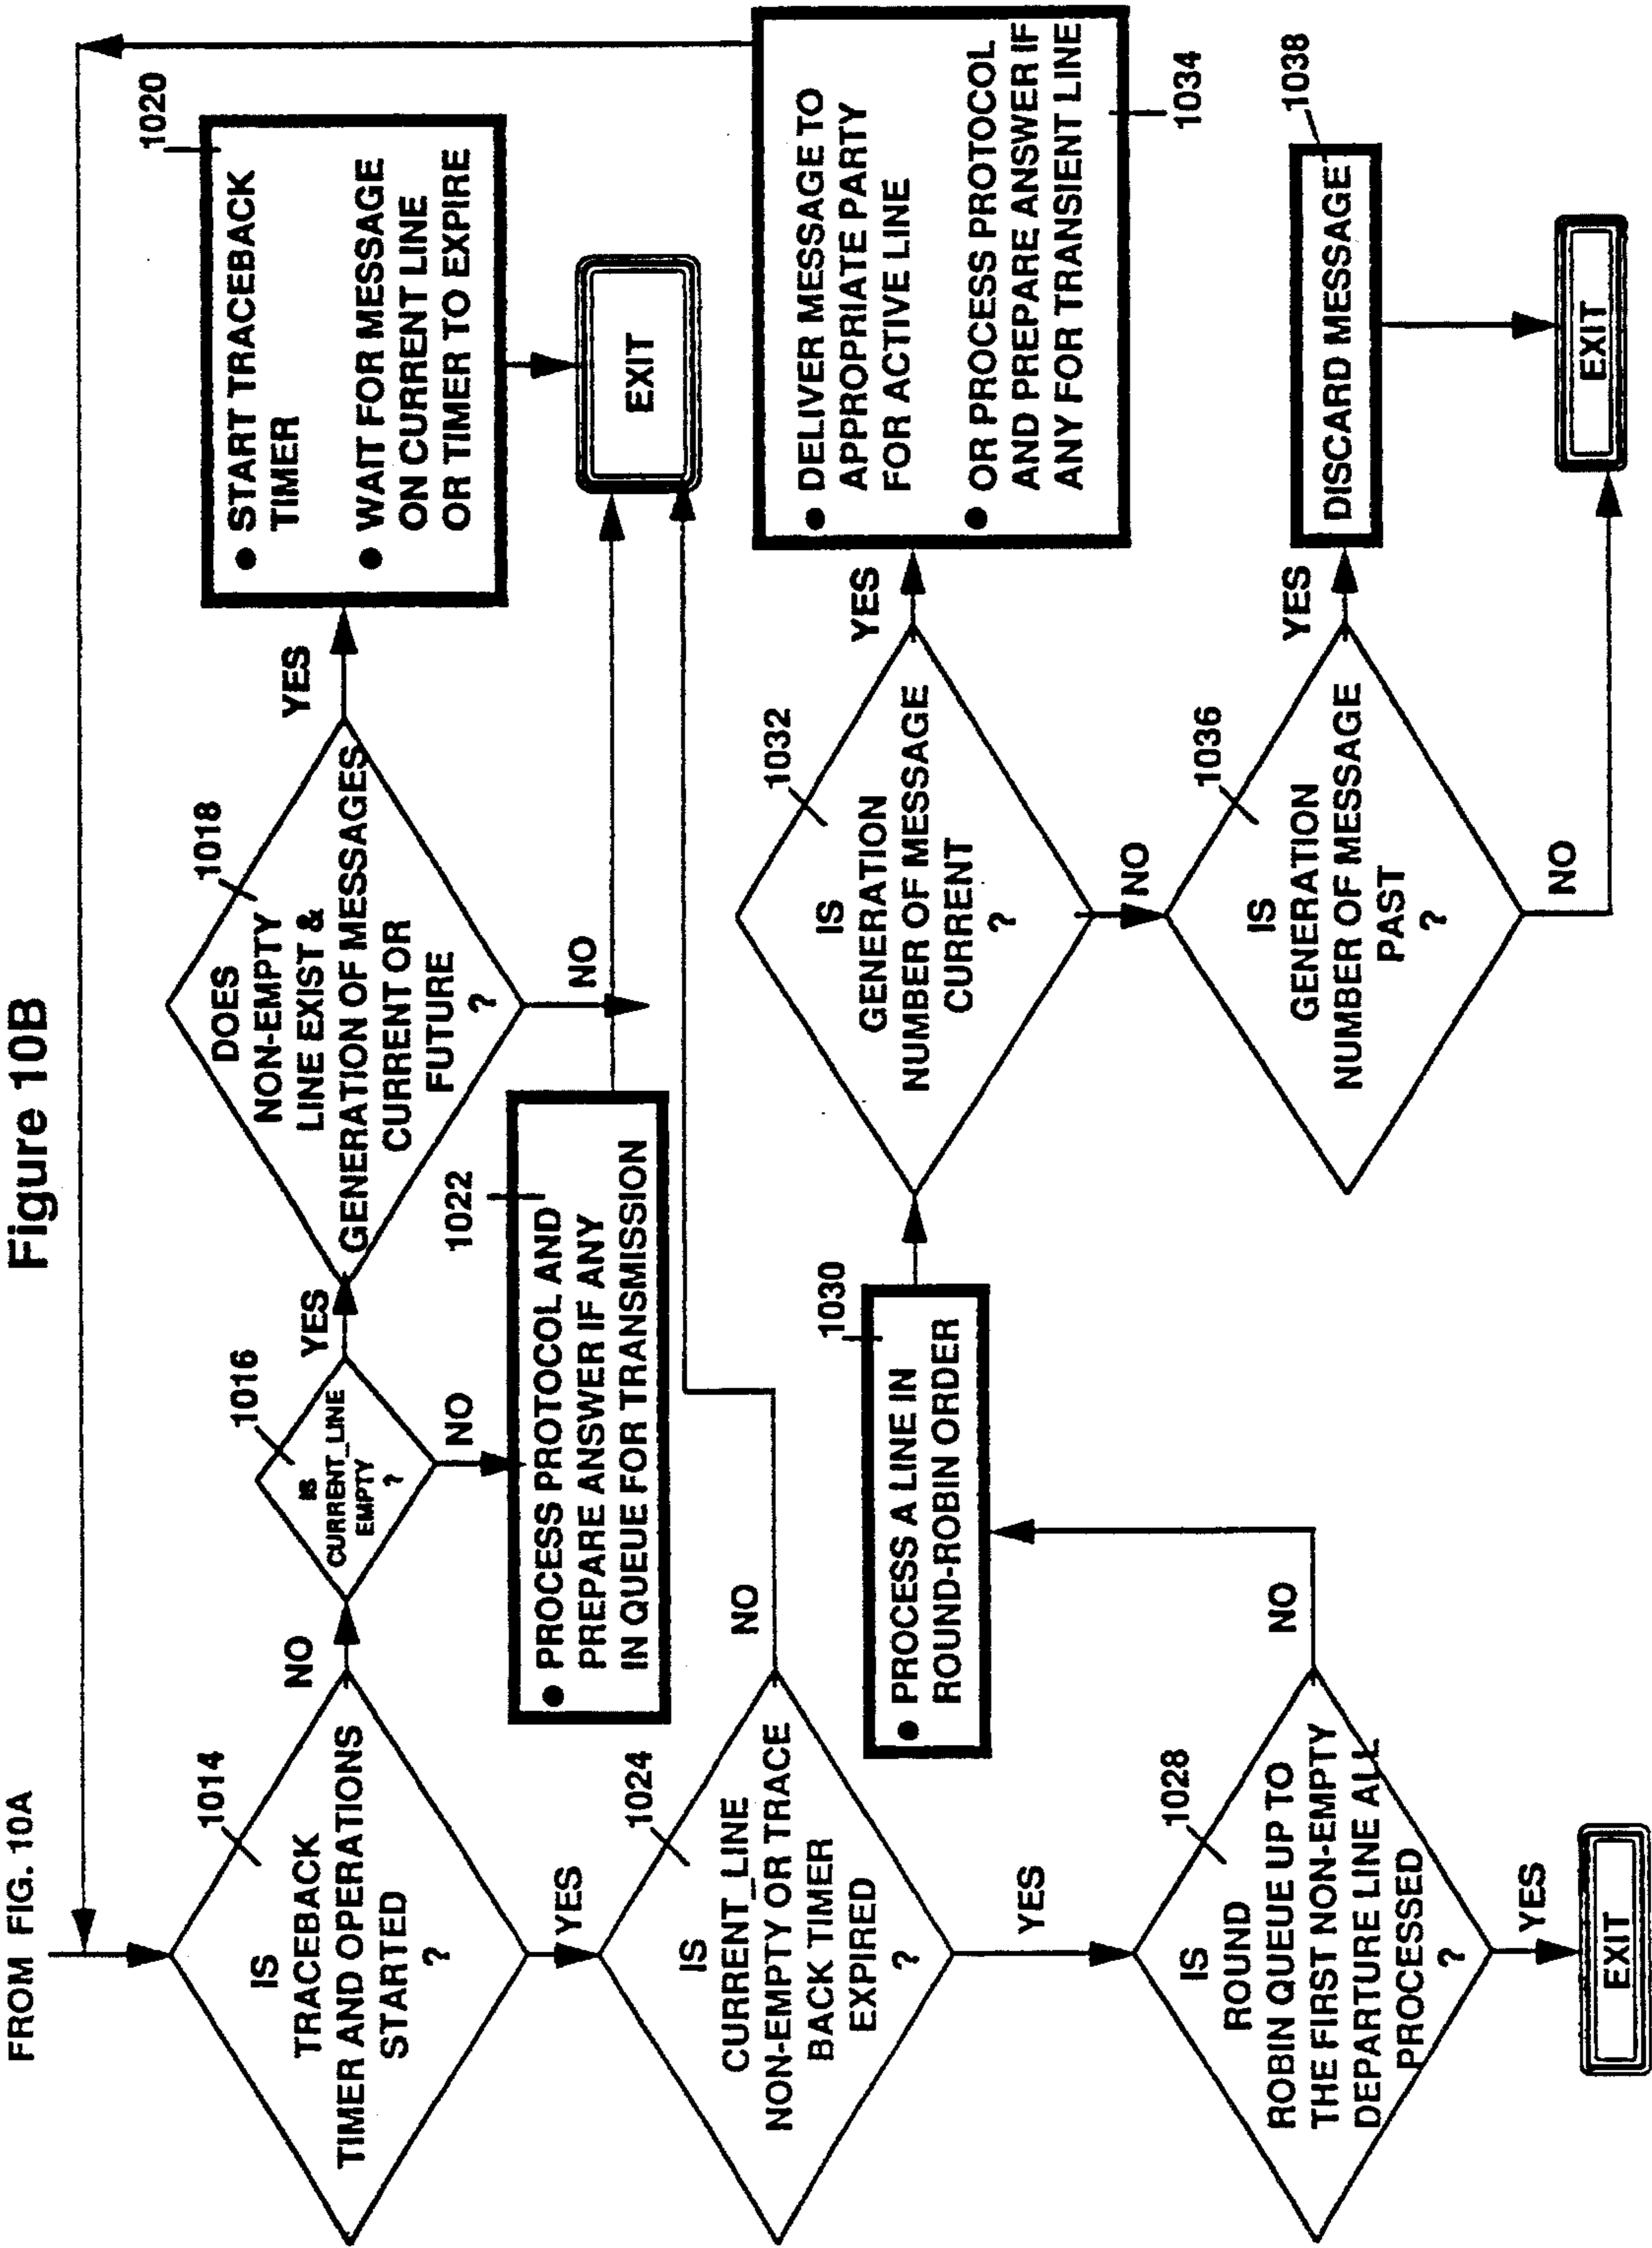 Figure 10B
FROM FIG. 10A
1014
IS
TRACEBACK
TIMER AND OPERATIONS
STARTED
?
NO
YES
1016
IS
CURRENT_LINE
EMPTY
?
YES
NO
1018
DOES
NON-EMPTY
LINE EXIST &
GENERATION OF MESSAGES
CURRENT OR
FUTURE
?
YES
NO
1020
● START TRACEBACK
TIMER
● WAIT FOR MESSAGE
ON CURRENT LINE
OR TIMER TO EXPIRE
1022
● PROCESS PROTOCOL AND
PREPARE ANSWER IF ANY
IN QUEUE FOR TRANSMISSION
EXIT
1024
IS
CURRENT_LINE
NON-EMPTY OR TRACE
BACK TIMER
EXPIRED
?
NO
YES
1028
IS
ROUND
ROBIN QUEUE UP TO
THE FIRST NON-EMPTY
DEPARTURE LINE ALL
PROCESSED
?
NO
YES
EXIT
1030
● PROCESS A LINE IN
ROUND-ROBIN ORDER
1032
IS
GENERATION
NUMBER OF MESSAGE
CURRENT
?
YES
NO
1034
● DELIVER MESSAGE TO
APPROPRIATE PARTY
FOR ACTIVE LINE
● OR PROCESS PROTOCOL
AND PREPARE ANSWER IF
ANY FOR TRANSIENT LINE
1036
IS
GENERATION
NUMBER OF MESSAGE
PAST
?
YES
NO
1038
DISCARD MESSAGE
EXIT